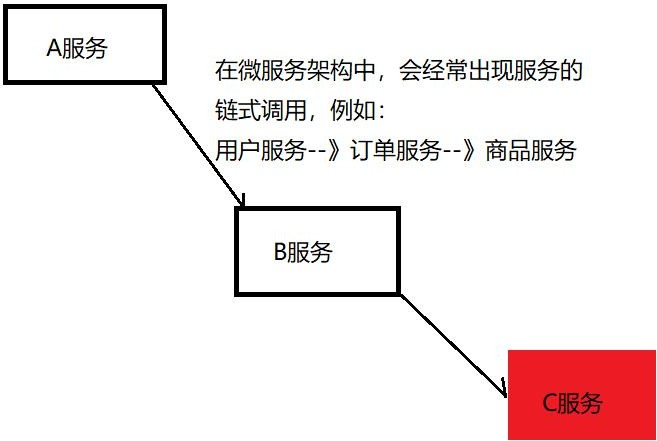 A服务
在微服务架构中，会经常出现服务的
链式调用，例如：
用户服务--》订单服务--》商品服务
B服务
C服务